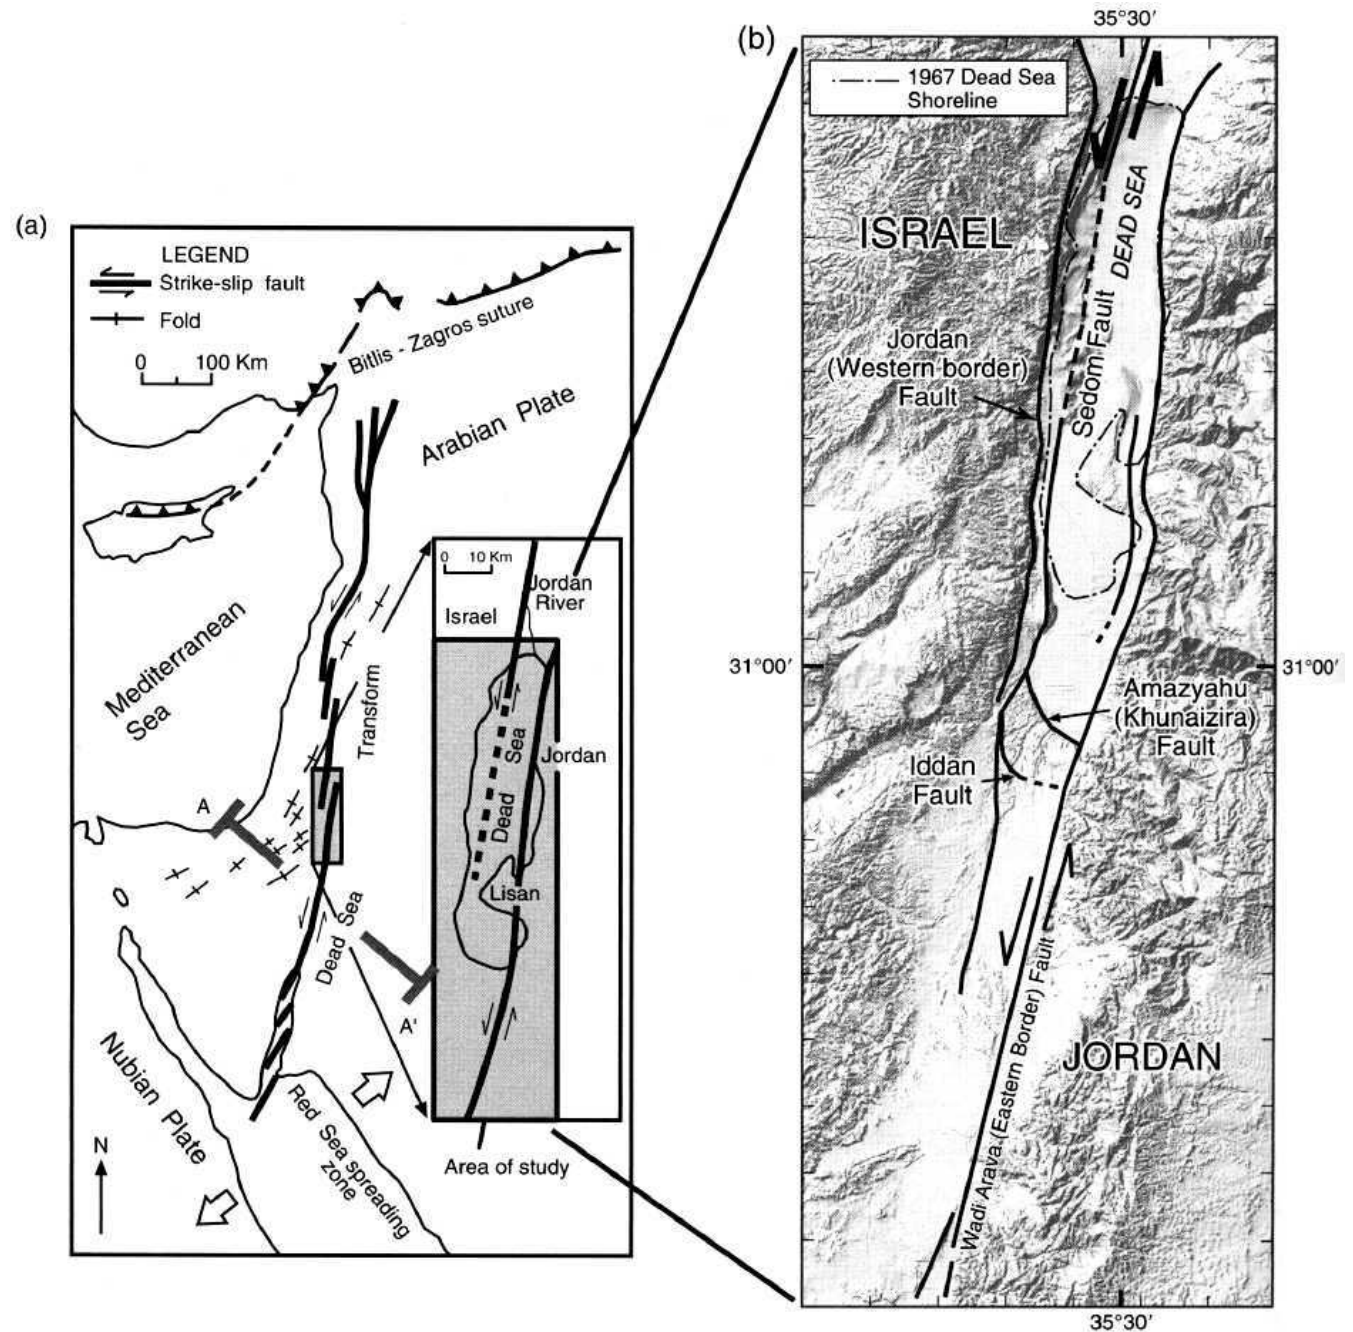 (a)
LEGEND
Strike-slip fault
Fold
0 100 Km
Bitlis - Zagros suture
Arabian Plate
Mediterranean
Sea
Transform
Dead Sea
A
A'
Nubian Plate
Red Sea spreading
zone
N
0 10 Km
Jordan
River
Israel
Dead Sea
Jordan
Lisan
Area of study
(b)
35°30'
1967 Dead Sea
Shoreline
ISRAEL
DEAD SEA
Sedom Fault
Jordan
(Western border)
Fault
31°00'
31°00'
Amazyahu
(Khunaizira)
Fault
Iddan
Fault
Wadi Arava (Eastern Border) Fault
JORDAN
35°30'